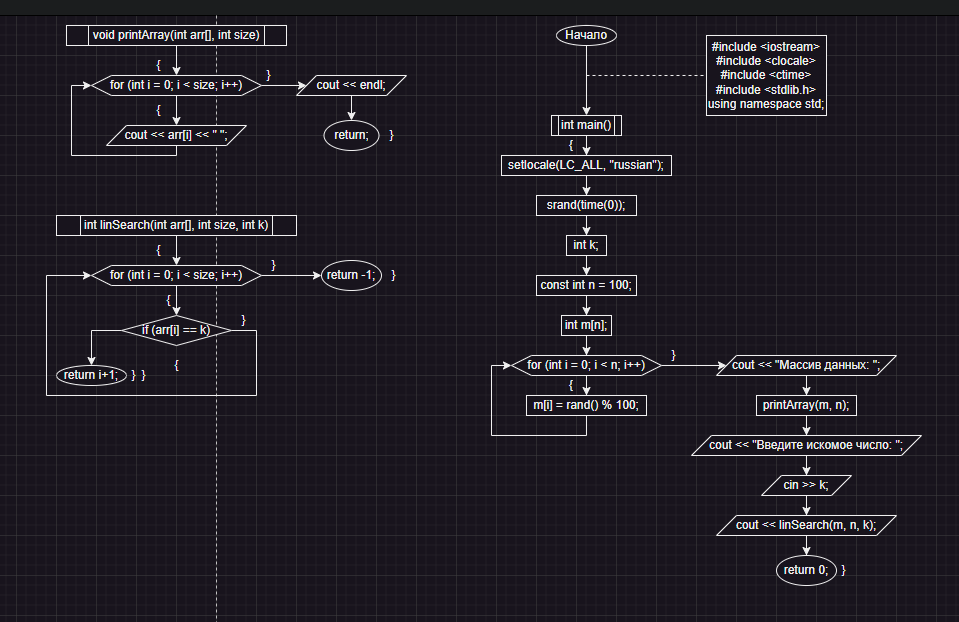 void printArray(int arr[], int size)
{
for (int i = 0; i < size; i++)
}
cout << endl;
{
cout << arr[i] << " ";
return;
}
int linSearch(int arr[], int size, int k)
{
for (int i = 0; i < size; i++)
}
return -1;
}
{
if (arr[i] == k)
}
{
return i+1;
}
}
Начало
#include <iostream>
#include <clocale>
#include <ctime>
#include <stdlib.h>
using namespace std;
int main()
{
setlocale(LC_ALL, "russian");
srand(time(0));
int k;
const int n = 100;
int m[n];
for (int i = 0; i < n; i++)
}
{
m[i] = rand() % 100;
cout << "Массив данных: ";
printArray(m, n);
cout << "Введите искомое число: ";
cin >> k;
cout << linSearch(m, n, k);
return 0;
}